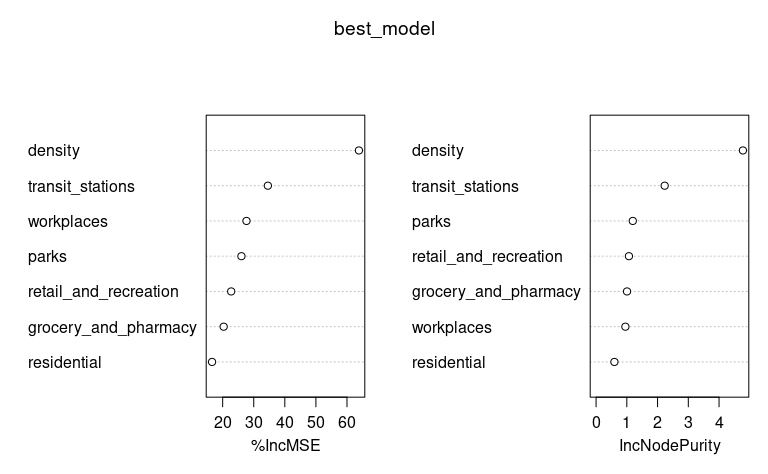 best_model
density
transit_stations
workplaces
parks
retail_and_recreation
grocery_and_pharmacy
residential
20 30 40 50 60
%IncMSE
density
transit_stations
parks
retail_and_recreation
grocery_and_pharmacy
workplaces
residential
0 1 2 3 4
IncNodePurity